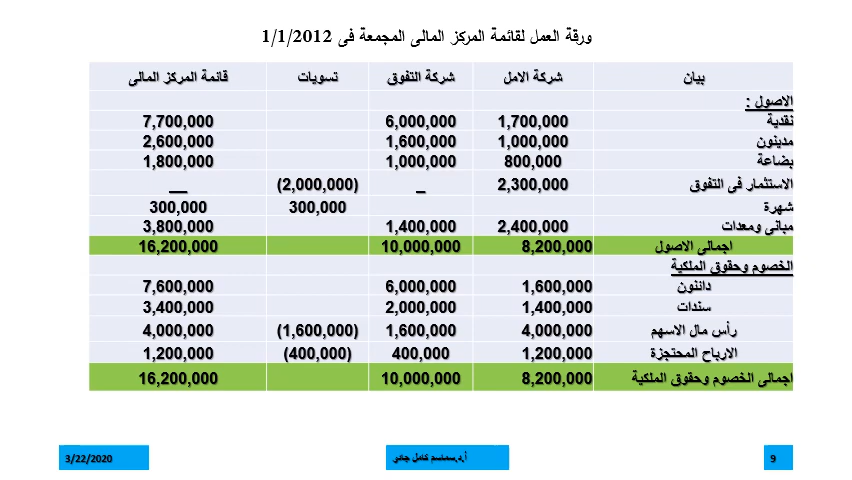 ورقة العمل لقائمة المركز المالى المجمعة فى 1/1/2012
بيان شركة الامل شركة التفوق تسويات قائمة المركز المالى
الاصول :
نقدية 1,700,000 6,000,000 7,700,000
مدينون 1,000,000 1,600,000 2,600,000
بضاعة 800,000 1,000,000 1,800,000
الاستثمار فى التفوق 2,300,000 _ (2,000,000) __
شهرة 300,000 300,000
مبانى ومعدات 2,400,000 1,400,000 3,800,000
اجمالى الاصول 8,200,000 10,000,000 16,200,000
الخصوم وحقوق الملكية
دائنون 1,600,000 6,000,000 7,600,000
سندات 1,400,000 2,000,000 3,400,000
رأس مال الاسهم 4,000,000 1,600,000 (1,600,000) 4,000,000
الارباح المحتجزة 1,200,000 400,000 (400,000) 1,200,000
اجمالى الخصوم وحقوق الملكية 8,200,000 10,000,000 16,200,000
9 أ.د.سماسم كامل 3/22/2020